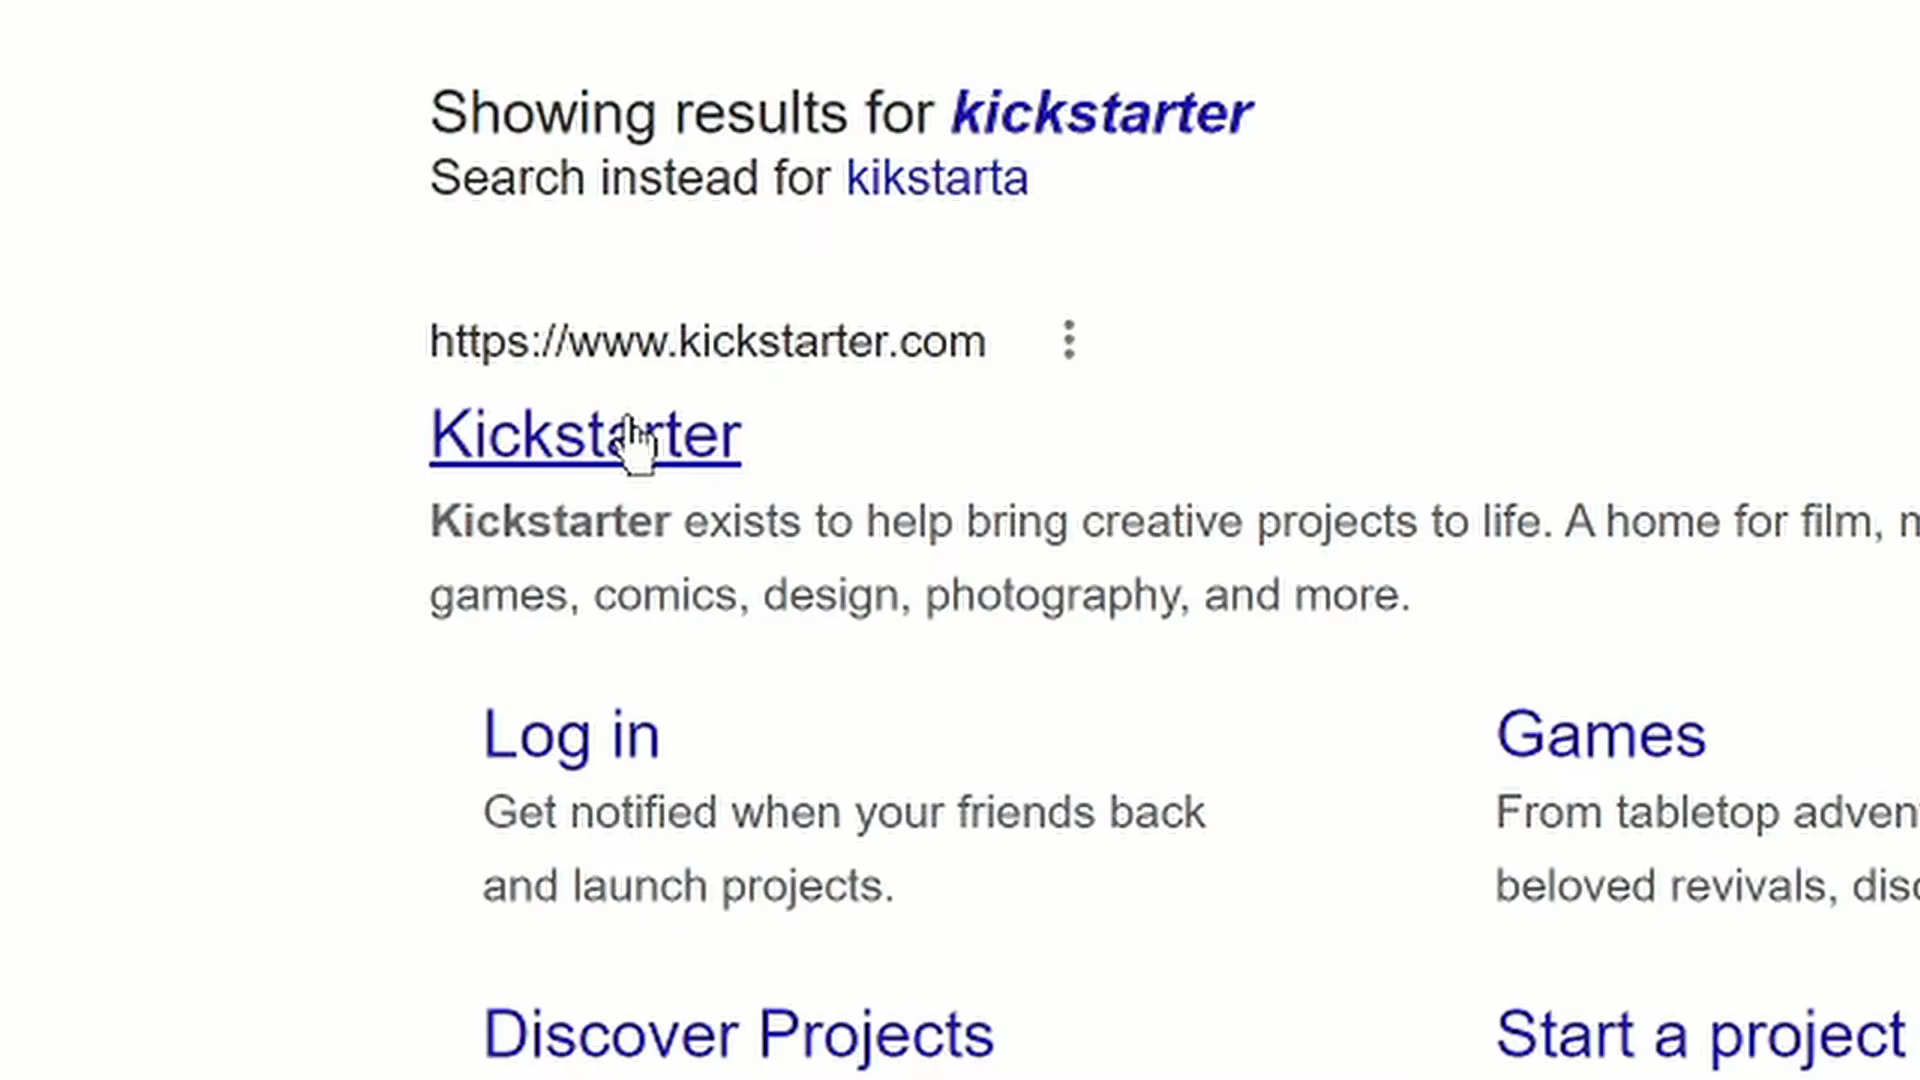 Showing results for kickstarter
Search instead for kikstarta
https://www.kickstarter.com
Kickstarter
Kickstarter exists to help bring creative projects to life. A home for film,
games, comics, design, photography, and more.
Log in
Get notified when your friends back
and launch projects.
Games
From tabletop
beloved revivals,
Discover Projects
Start a project